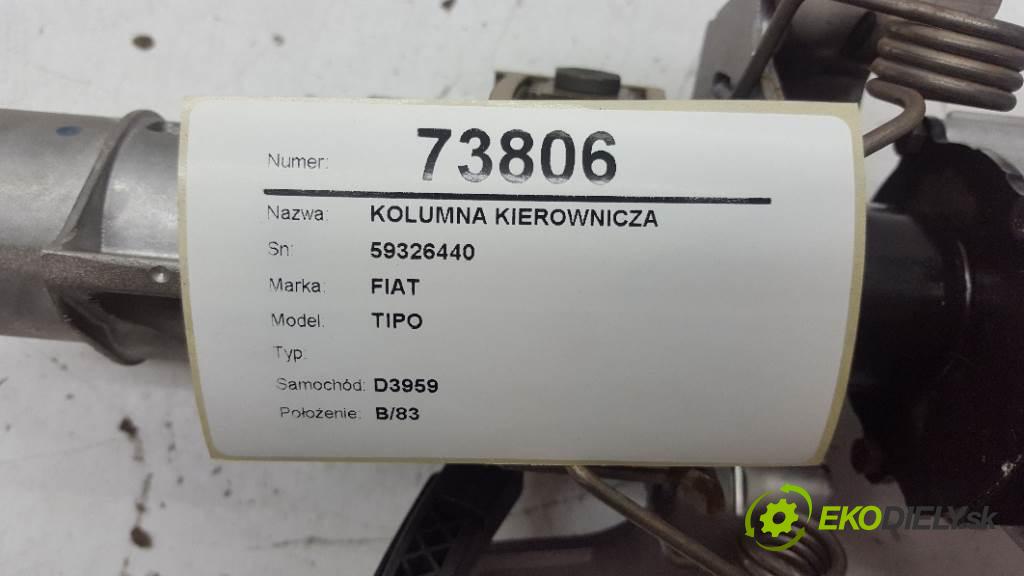 Numer: 73806
Nazwa: KOLUMNA KIEROWNICZA
Sn: 59326440
Marka: FIAT
Model: TIPO
Typ:
Samochód: D3959
Położenie: B/83
EKODIELY.sk